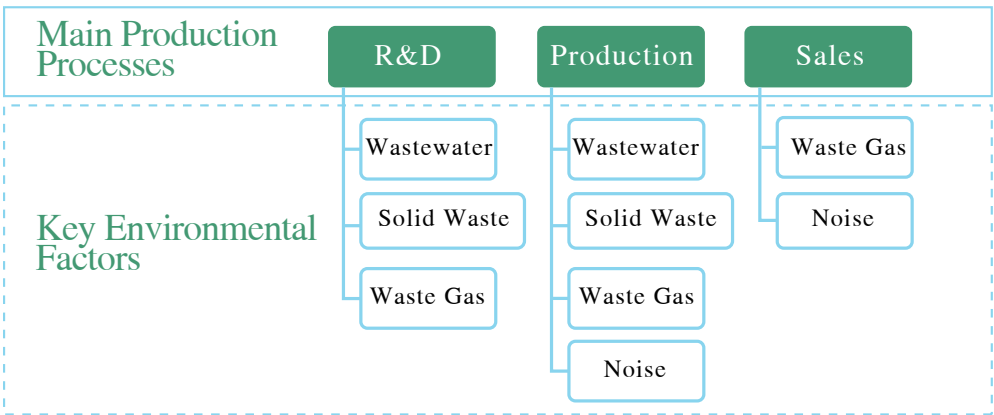 Main Production
Processes
R&D
Production
Sales
Key Environmental
Factors
Wastewater
Solid Waste
Waste Gas
Wastewater
Solid Waste
Waste Gas
Noise
Waste Gas
Noise